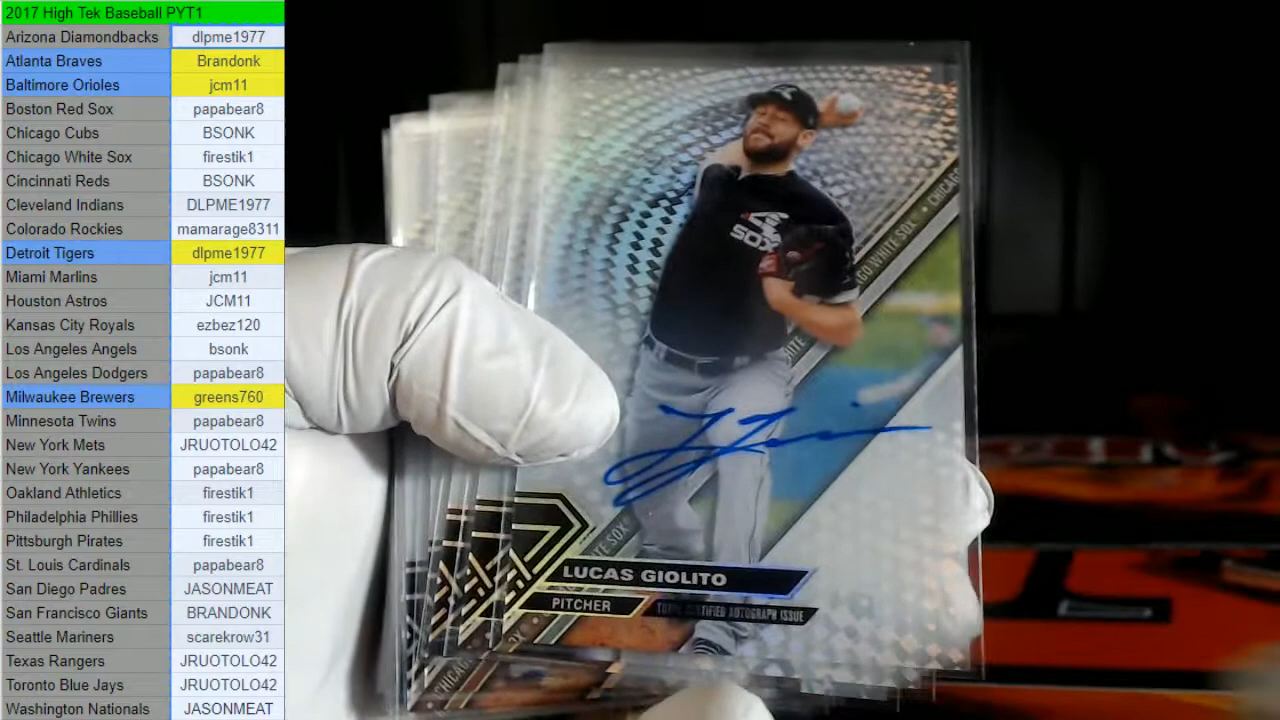 2017 High Tek Baseball PYT1
Arizona Diamondbacks dlpme1977
Atlanta Braves Brandonk
Baltimore Orioles jcm11
Boston Red Sox papabear8
Chicago Cubs BSONK
Chicago White Sox firestik1
Cincinnati Reds BSONK
Cleveland Indians DLPME1977
Colorado Rockies mamarage8311
Detroit Tigers dlpme1977
Miami Marlins jcm11
Houston Astros JCM11
Kansas City Royals ezbez120
Los Angeles Angels bsonk
Los Angeles Dodgers papabear8
Milwaukee Brewers greens760
Minnesota Twins papabear8
New York Mets JRUOTOLO42
New York Yankees papabear8
Oakland Athletics firestik1
Philadelphia Phillies firestik1
Pittsburgh Pirates firestik1
St. Louis Cardinals papabear8
San Diego Padres JASONMEAT
San Francisco Giants BRANDONK
Seattle Mariners scarekrow31
Texas Rangers JRUOTOLO42
Toronto Blue Jays JRUOTOLO42
Washington Nationals JASONMEAT
SOX
CHICAG
AGO WHITE SOX
LUCAS GIOLITO
PITCHER
TOPPS CERTIFIED AUTOGRAPH ISSUE